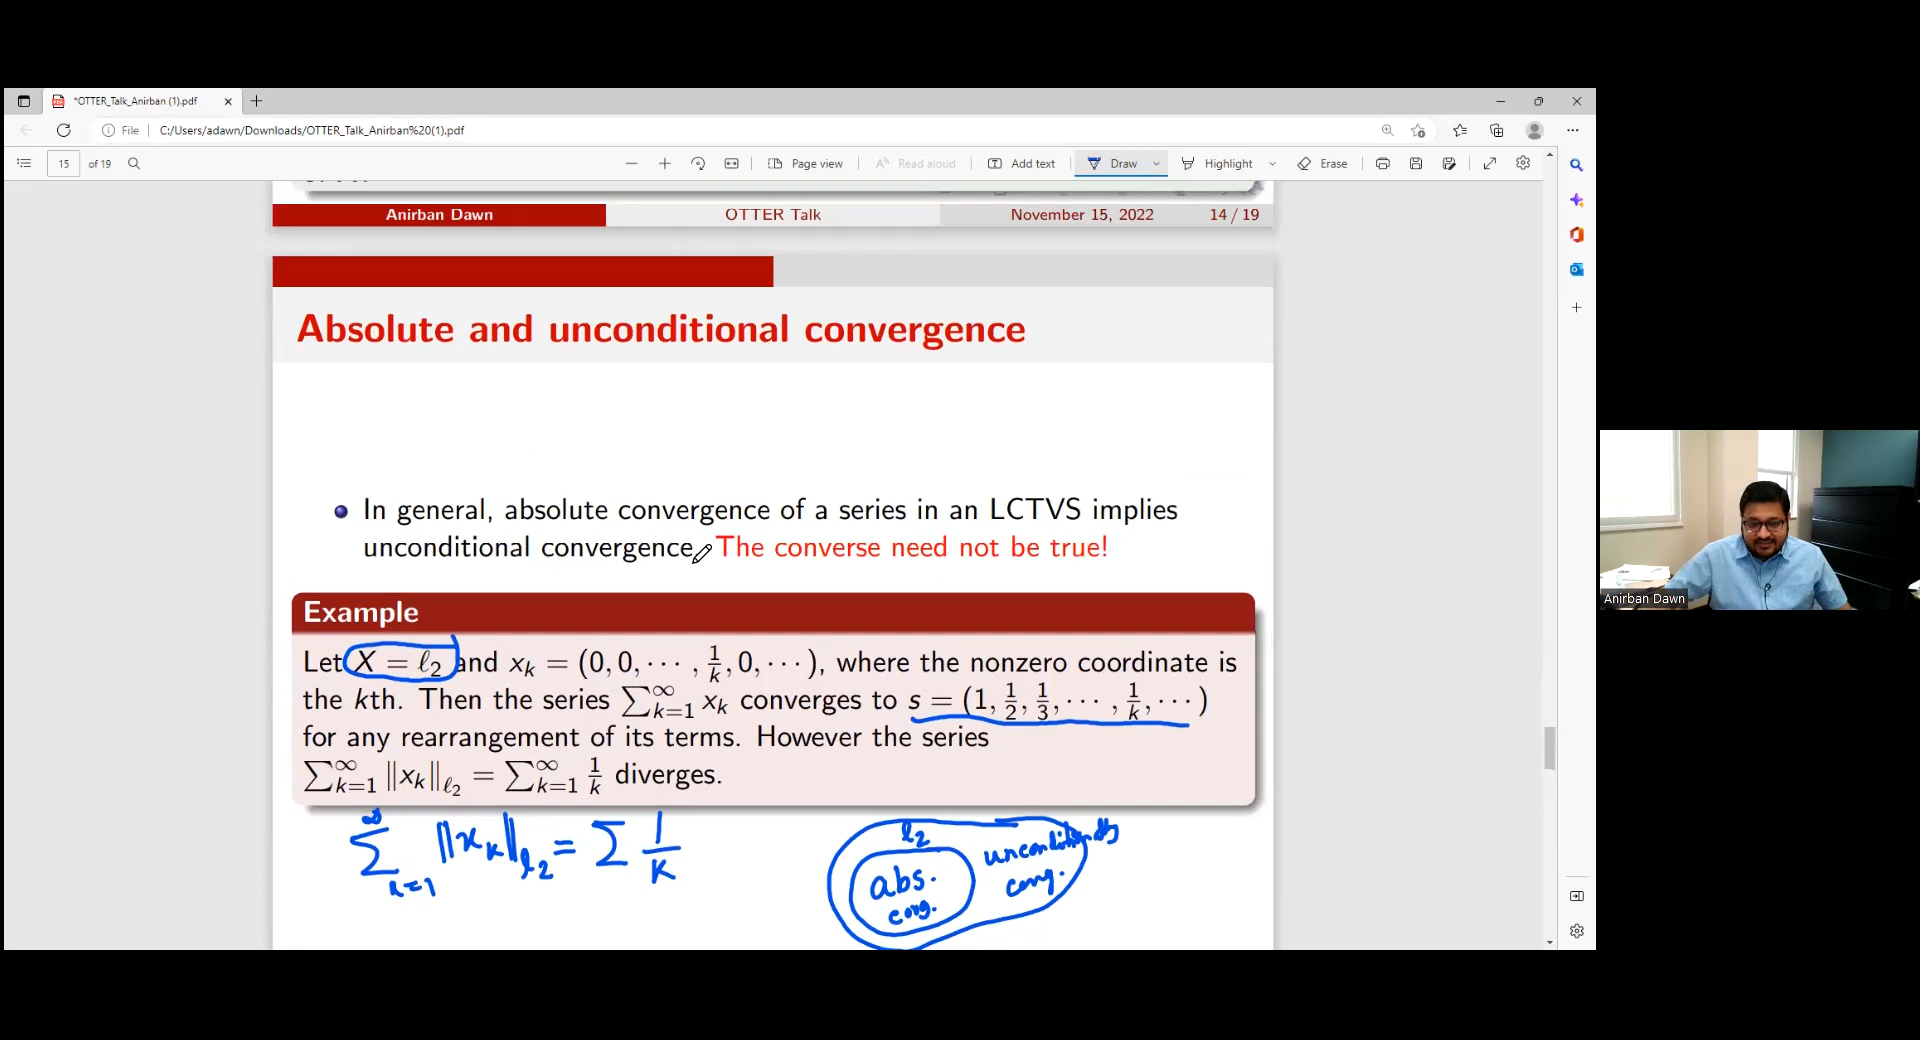 *OTTER_Talk_Anirban (1).pdf
File
C:/Users/adawn/Downloads/OTTER_Talk_Anirban%20(1).pdf
15 of 19
Page view
Read aloud
Add text
Draw
Highlight
Erase
Anirban Dawn OTTER Talk November 15, 2022 14 / 19
Absolute and unconditional convergence
In general, absolute convergence of a series in an LCTVS implies
unconditional convergence. The converse need not be true!
Example
Let X = ℓ₂ and xₖ = (0, 0, ⋯ , 1/k, 0, ⋯), where the nonzero coordinate is
the kth. Then the series ∑_{k=1}^{∞} xₖ converges to s = (1, 1/2, 1/3, ⋯ , 1/k, ⋯)
for any rearrangement of its terms. However the series
∑_{k=1}^{∞} ‖xₖ‖_{ℓ₂} = ∑_{k=1}^{∞} 1/k diverges.
∑_{k=1}^{∞} ‖xₖ‖_{ℓ₂} = ∑ 1/k
ℓ₂
abs.
cong.
cong.
Anirban Dawn